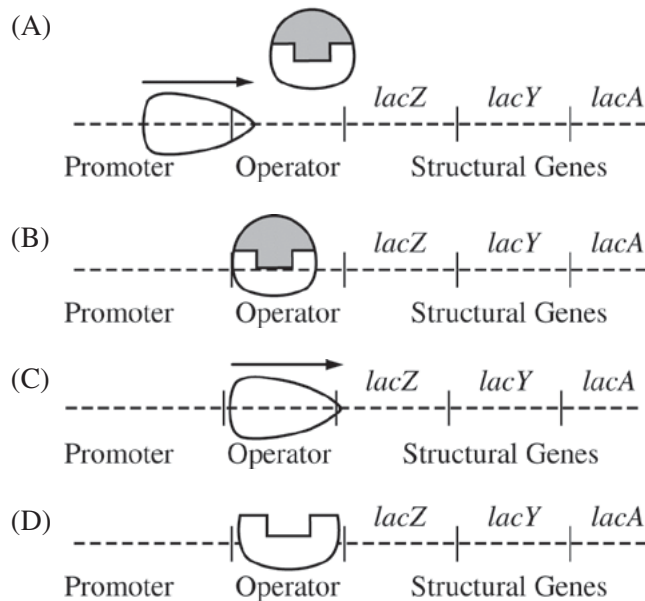 (A)
lacZ lacY lacA
Promoter Operator Structural Genes
(B)
lacZ lacY lacA
Promoter Operator Structural Genes
(C)
lacZ lacY lacA
Promoter Operator Structural Genes
(D)
lacZ lacY lacA
Promoter Operator Structural Genes